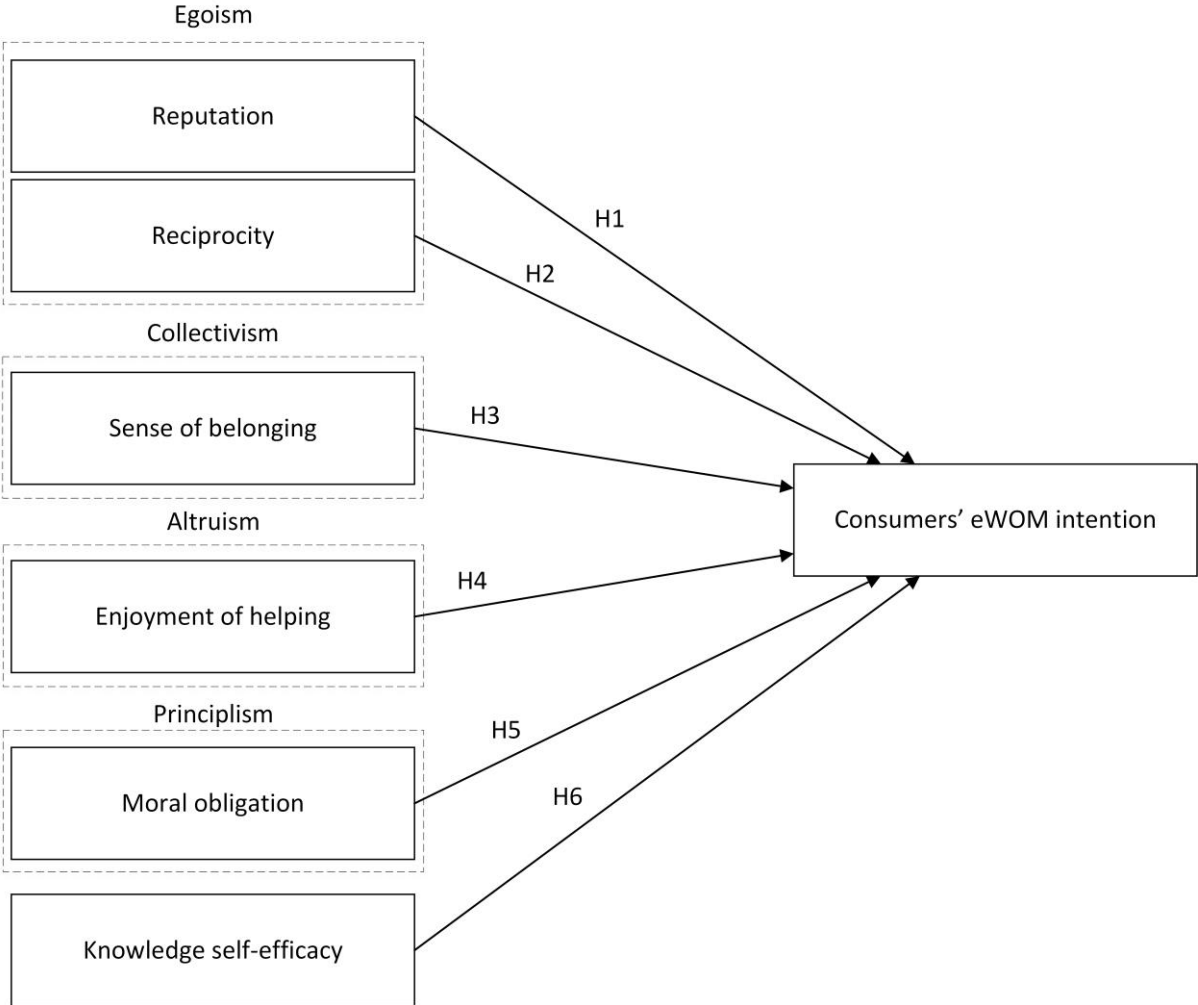 Egoism
Reputation
H1
Reciprocity
H2
Collectivism
Sense of belonging
H3
Consumers’ eWOM intention
Altruism
Enjoyment of helping
H4
Principlism
Moral obligation
H5
H6
Knowledge self-efficacy